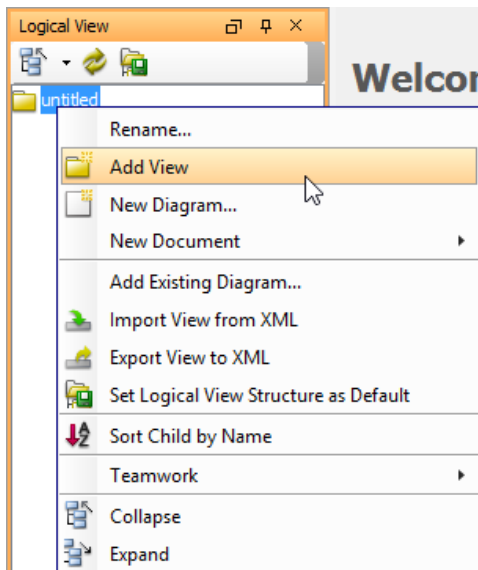 Logical View
Welcom
untitled
Rename...
Add View
New Diagram...
New Document
Add Existing Diagram...
Import View from XML
Export View to XML
Set Logical View Structure as Default
Sort Child by Name
Teamwork
Collapse
Expand